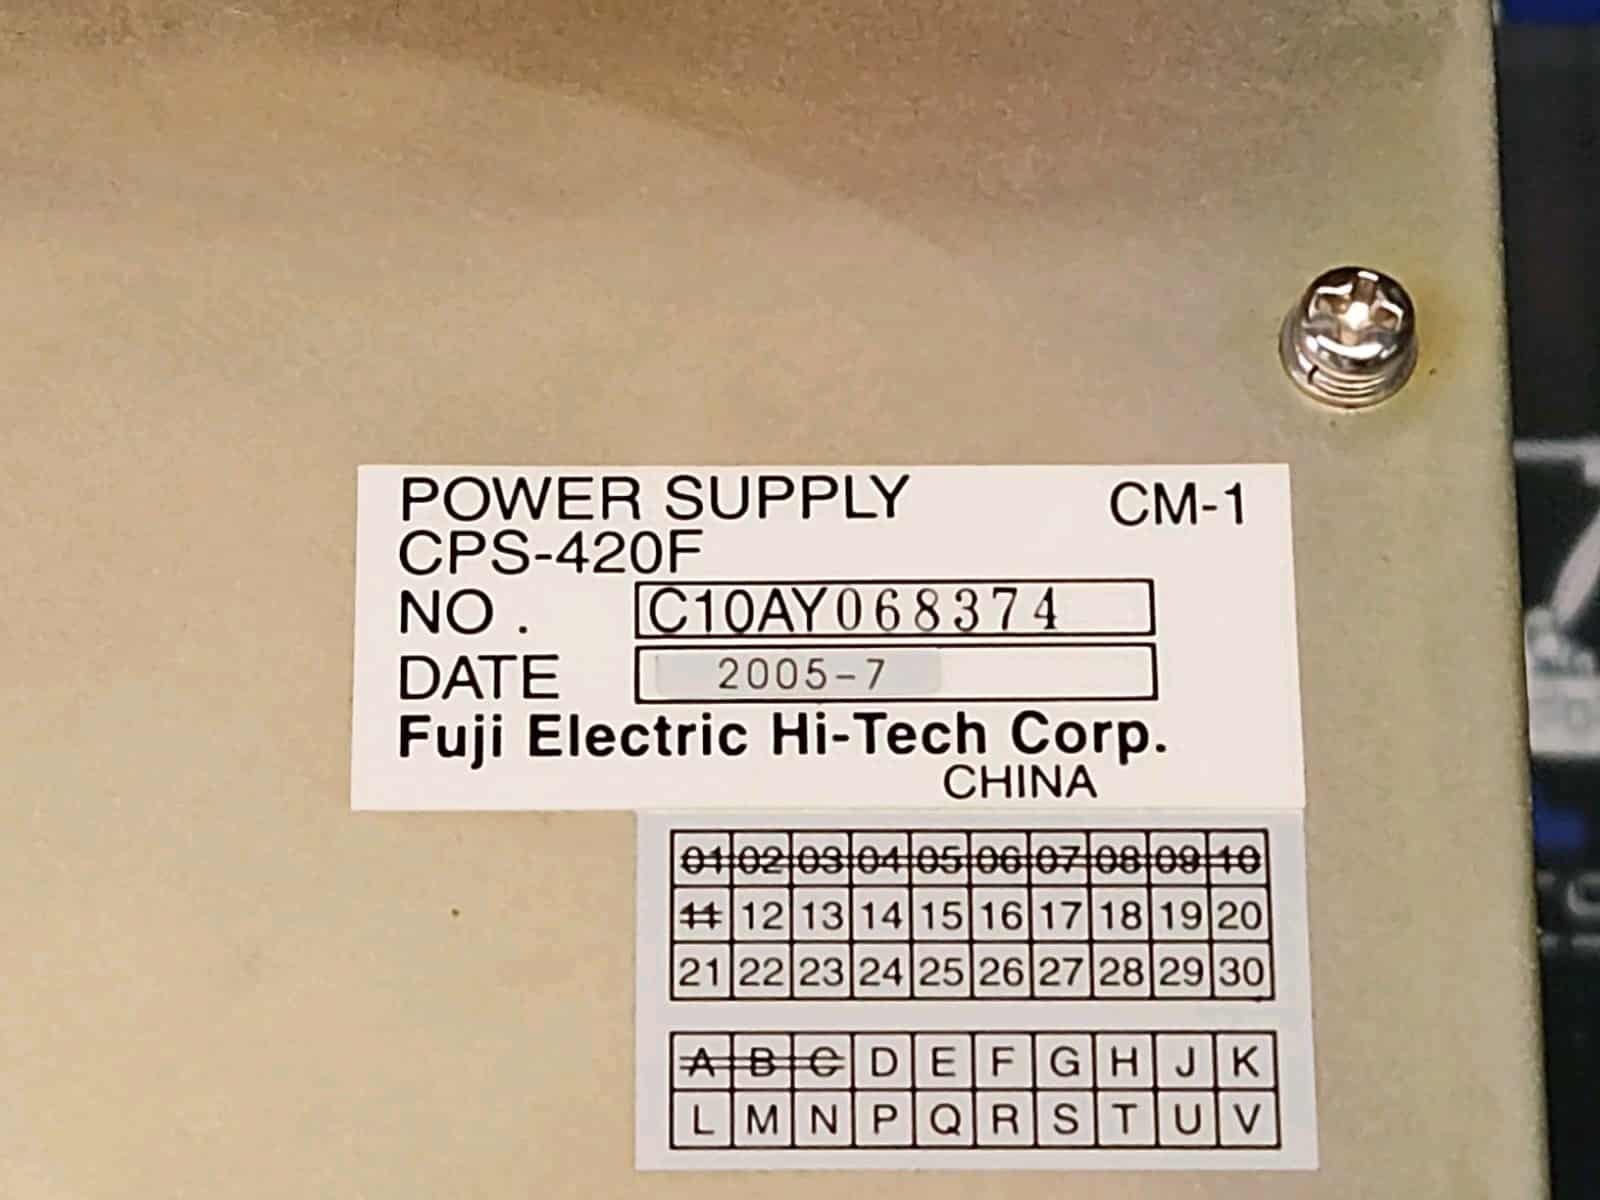 POWER SUPPLY CM-1
CPS-420F
NO. C10AY068374
DATE 2005-7
Fuji Electric Hi-Tech Corp.
CHINA
01 02 03 04 05 06 07 08 09 10
11 12 13 14 15 16 17 18 19 20
21 22 23 24 25 26 27 28 29 30
A B C D E F G H J K
L M N P Q R S T U V